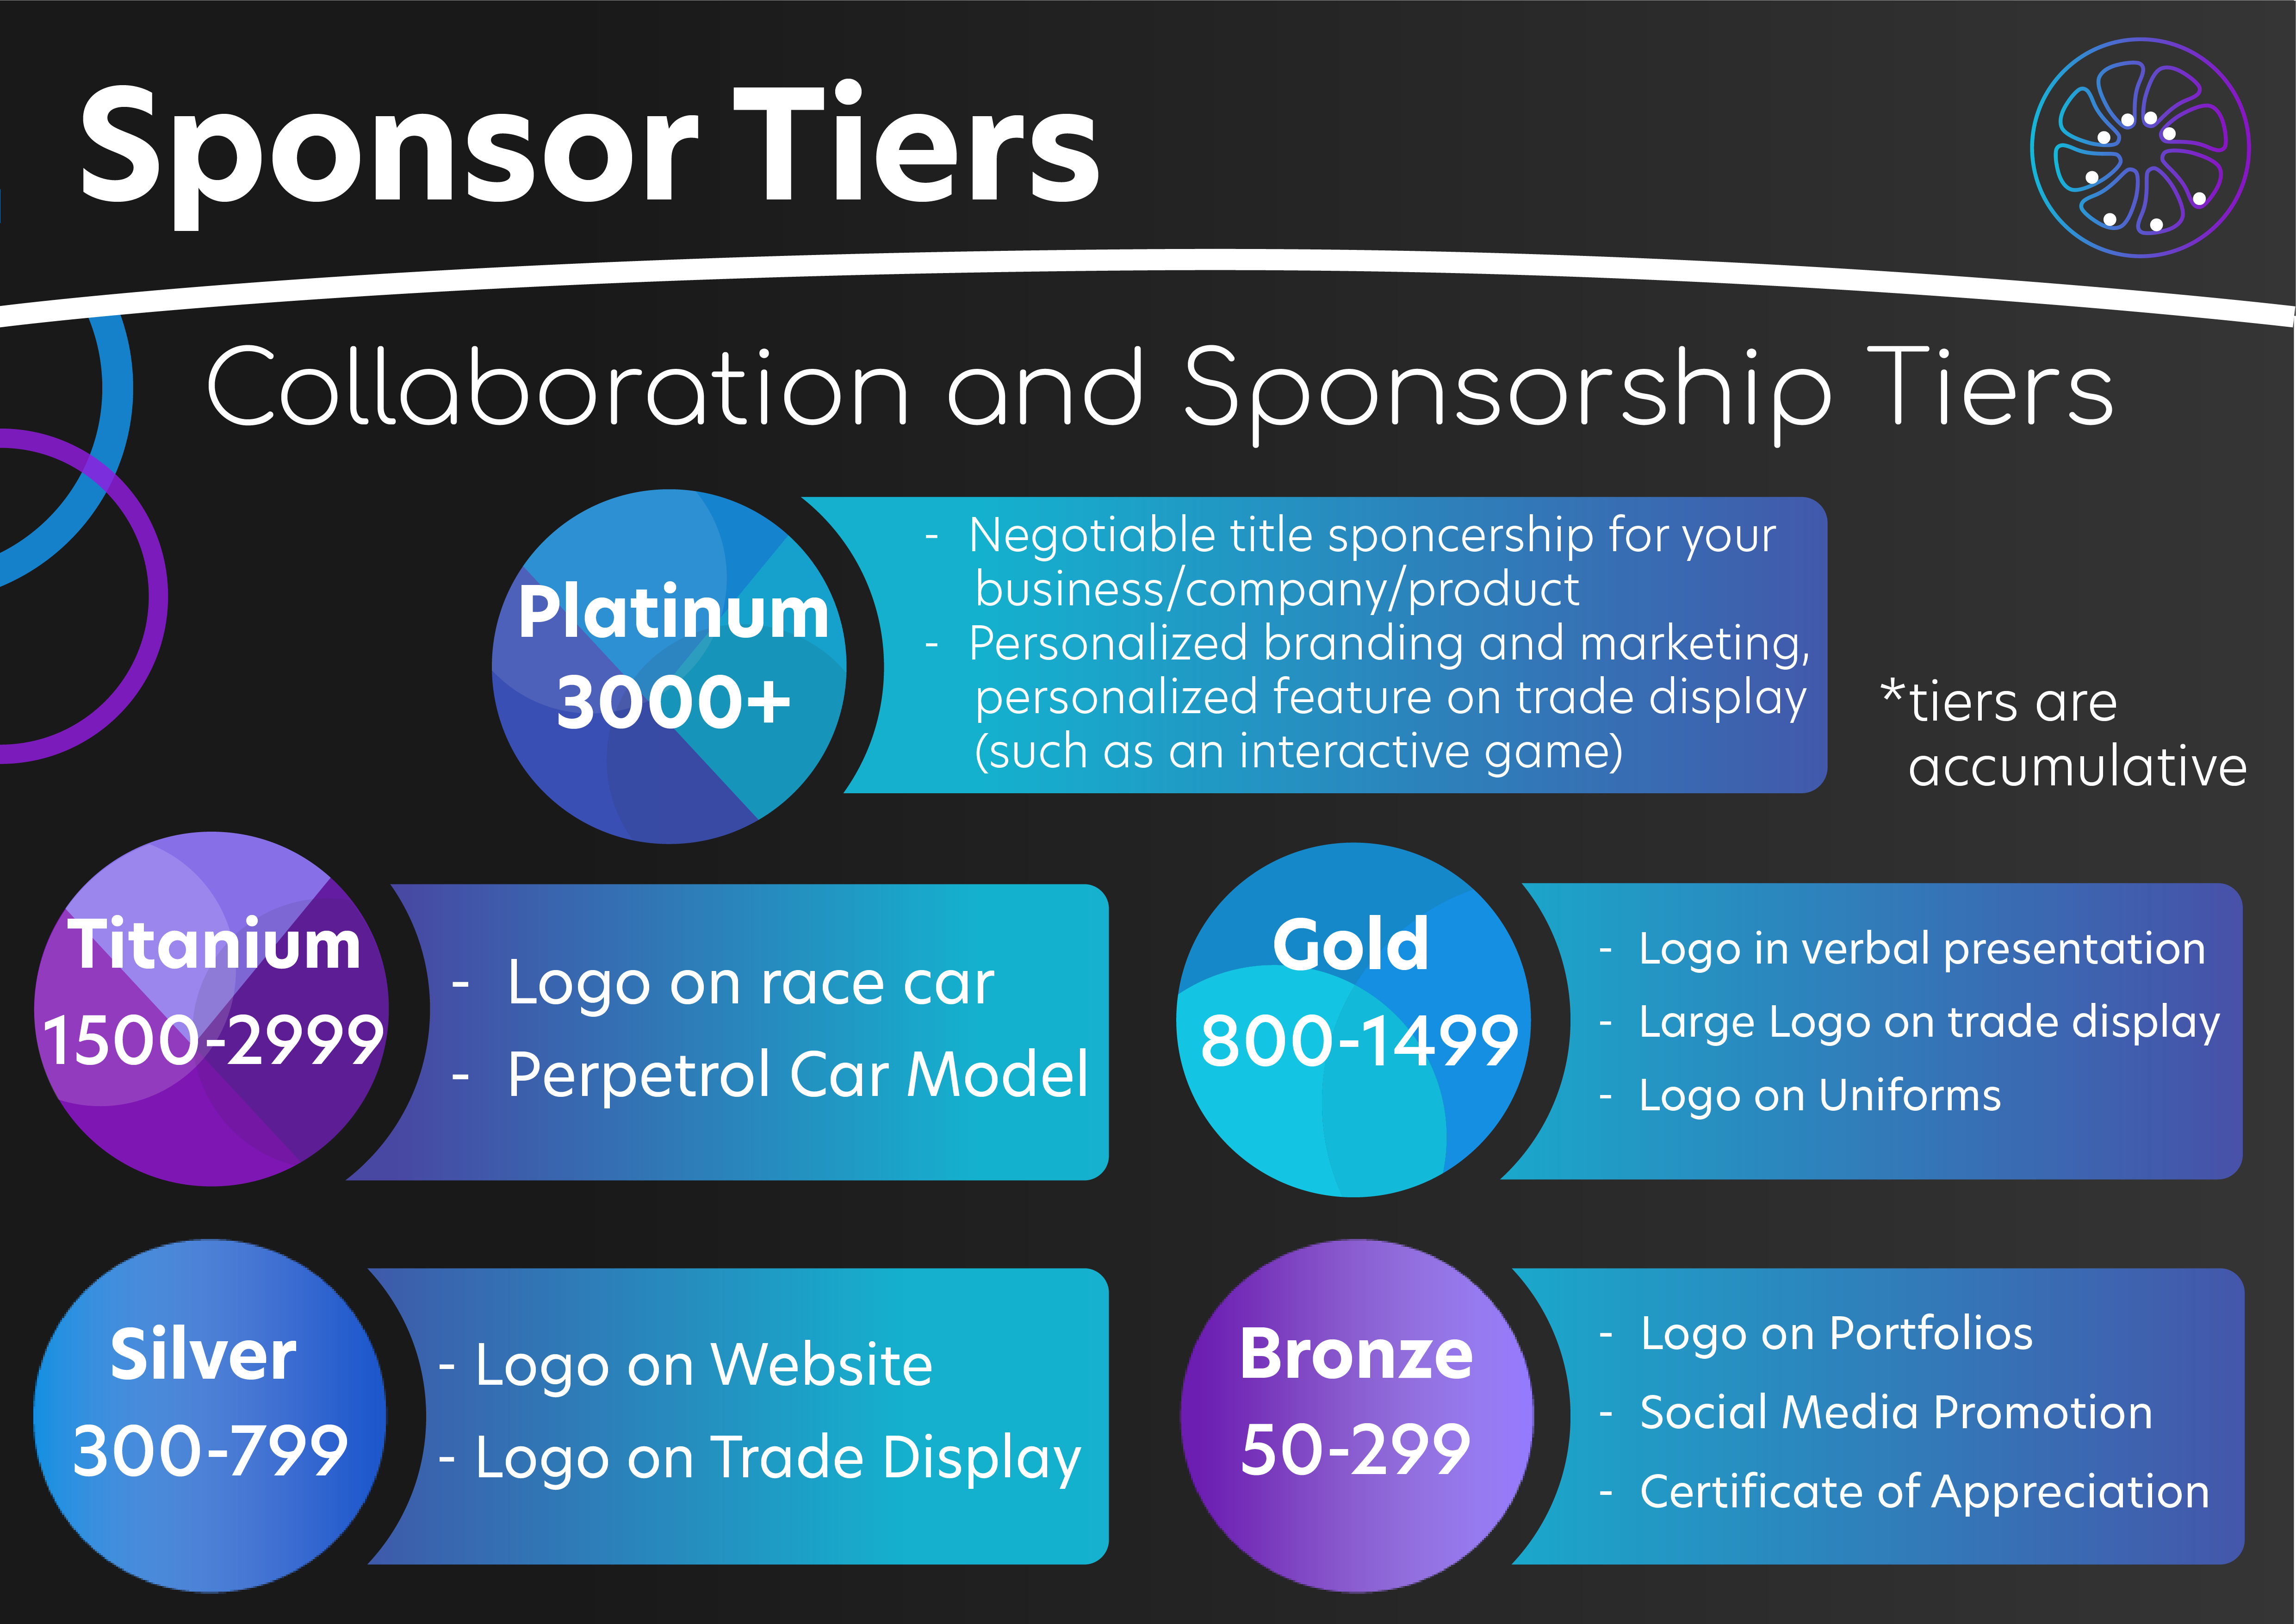 Sponsor Tiers
Collaboration and Sponsorship Tiers
Platinum
3000+
- Negotiable title sponcership for your
business/company/product
- Personalized branding and marketing,
personalized feature on trade display
(such as an interactive game)
*tiers are
accumulative
Titanium
1500-2999
- Logo on race car
- Perpetrol Car Model
Gold
800-1499
- Logo in verbal presentation
- Large Logo on trade display
- Logo on Uniforms
Silver
300-799
- Logo on Website
- Logo on Trade Display
Bronze
50-299
- Logo on Portfolios
- Social Media Promotion
- Certificate of Appreciation